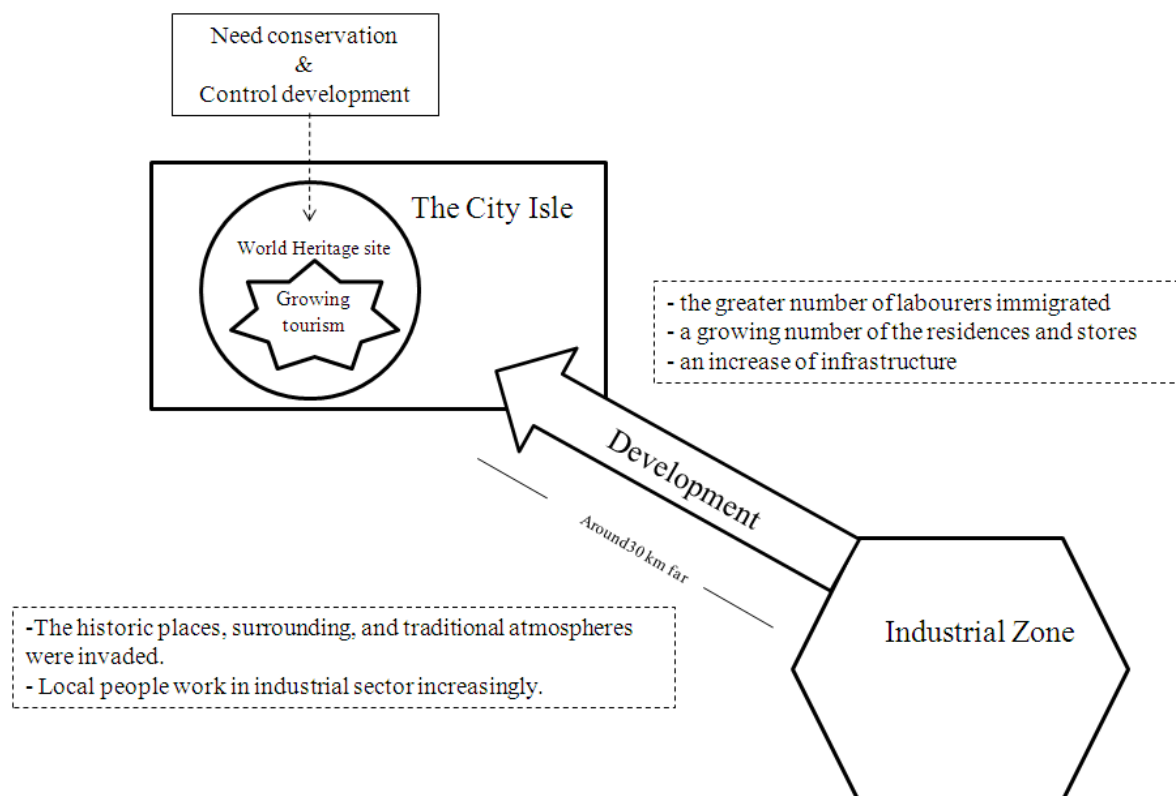 Need conservation
&
Control development
The City Isle
World Heritage site
Growing
tourism
- the greater number of labourers immigrated
- a growing number of the residences and stores
- an increase of infrastructure
Development
Around30 km far
-The historic places, surrounding, and traditional atmospheres
were invaded.
- Local people work in industrial sector increasingly.
Industrial Zone